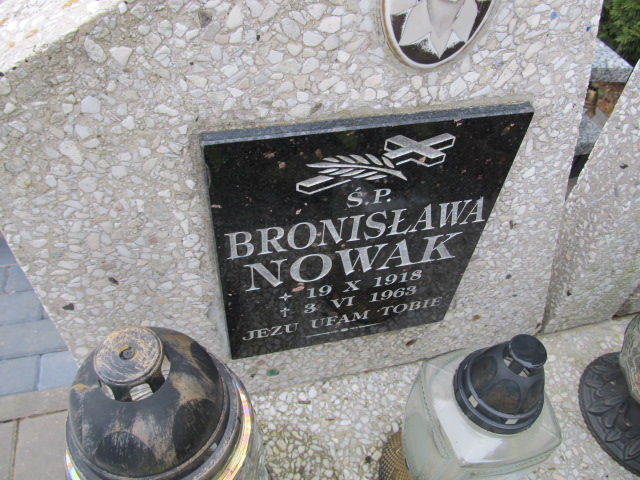 Ś. P.
BRONISŁAWA
NOWAK
19 X 1918
† 3 VI 1963
JEZU UFAM TOBIE